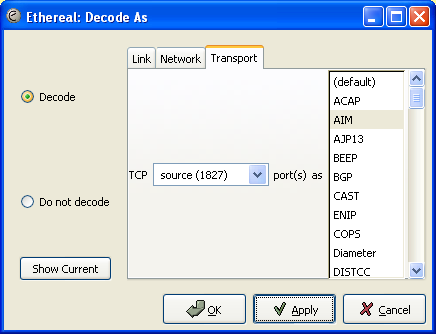 Ethereal: Decode As
Link Network Transport
Decode
Do not decode
Show Current
TCP source (1827) port(s) as
(default)
ACAP
AIM
AJP13
BEEP
BGP
CAST
ENIP
COPS
Diameter
DISTCC
OK Apply Cancel